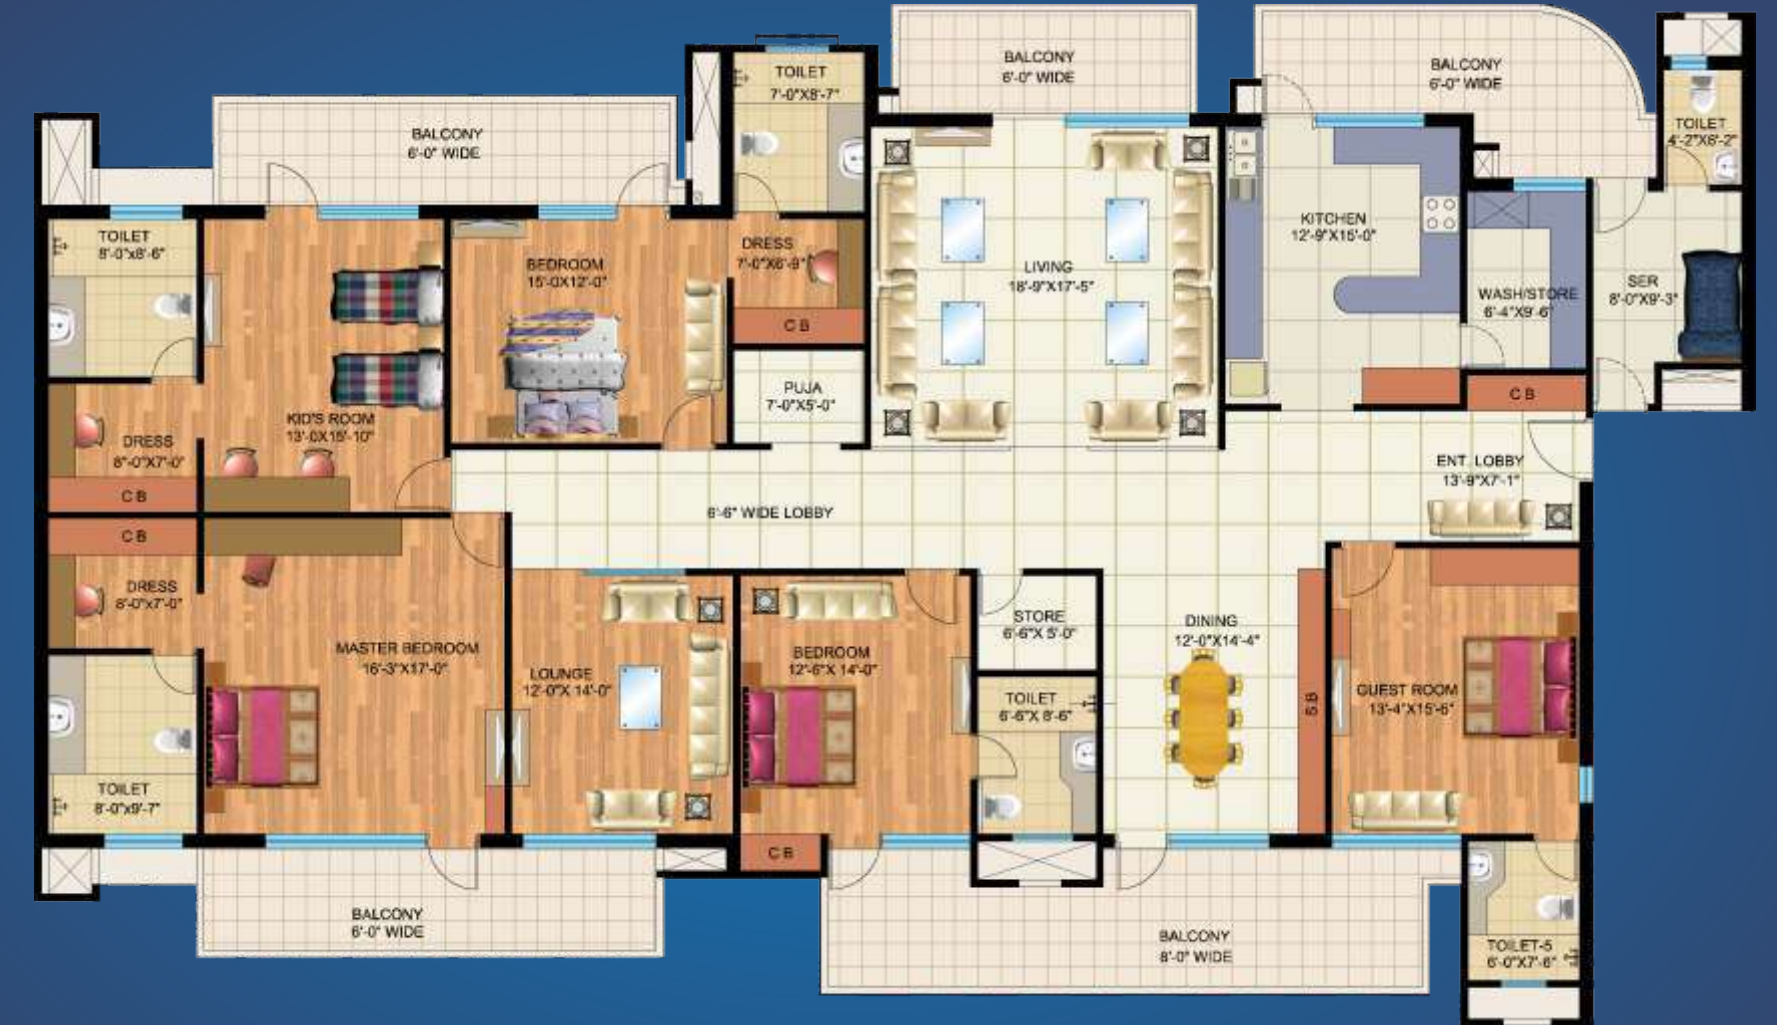 BALCONY
6'-0" WIDE
TOILET
7'-0"X8'-7"
BALCONY
6'-0" WIDE
BALCONY
6'-0" WIDE
TOILET
4'-2"X6'-2"
TOILET
8'-0"x8'-6"
KID'S ROOM
13'-0X15'-10"
BEDROOM
15'-0X12'-0"
DRESS
7'-0"X6'-9"
C B
PUJA
7'-0"X5'-0"
LIVING
18'-9"X17'-5"
KITCHEN
12'-9"X15'-0"
WASH/STORE
6'-4"X9'-6"
C B
SER
8'-0"X9'-3"
DRESS
8'-0"X7'-0"
C B
C B
DRESS
8'-0"x7'-0"
6'-6" WIDE LOBBY
ENT. LOBBY
13'-9"X7'-1"
MASTER BEDROOM
16'-3"X17'-0"
LOUNGE
12'-0"X 14'-0"
BEDROOM
12'-6"X 14'-0"
STORE
6'-6"X 5'-0"
TOILET
6'-6"X 8'-6"
DINING
12'-0"X14'-4"
GUEST ROOM
13'-4"X15'-6"
TOILET
8'-0"x9'-7"
C B
BALCONY
6'-0" WIDE
BALCONY
8'-0" WIDE
TOILET-5
6'-0"X7'-6"